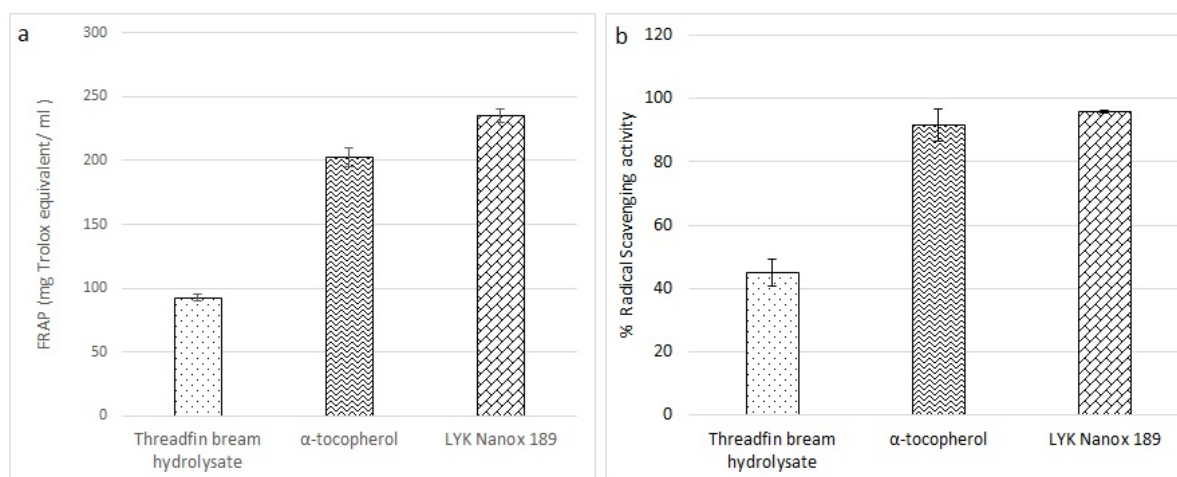 a
FRAP (mg Trolox equivalent/ ml )
300
250
200
150
100
50
0
Threadfin bream
hydrolysate
α-tocopherol
LYK Nanox 189
b
% Radical Scavenging activity
120
100
80
60
40
20
0
Threadfin bream
hydrolysate
α-tocopherol
LYK Nanox 189